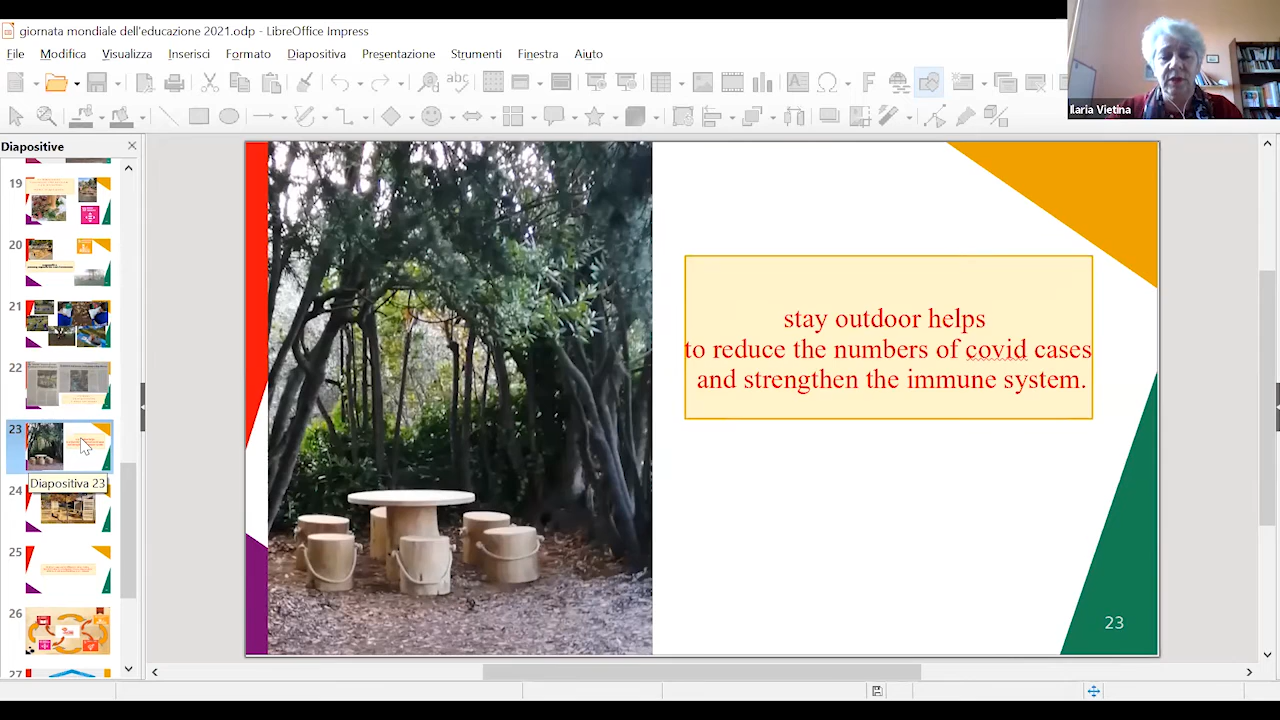 giornata mondiale dell'educazione 2021.odp - LibreOffice Impress
File Modifica Visualizza Inserisci Formato Diapositiva Presentazione Strumenti Finestra Aiuto
abc
Ilaria Vietina
Diapositive
19
20
21
22
23
Diapositiva 23
24
25
26
27
stay outdoor helps
to reduce the numbers of covid cases
and strengthen the immune system.
23